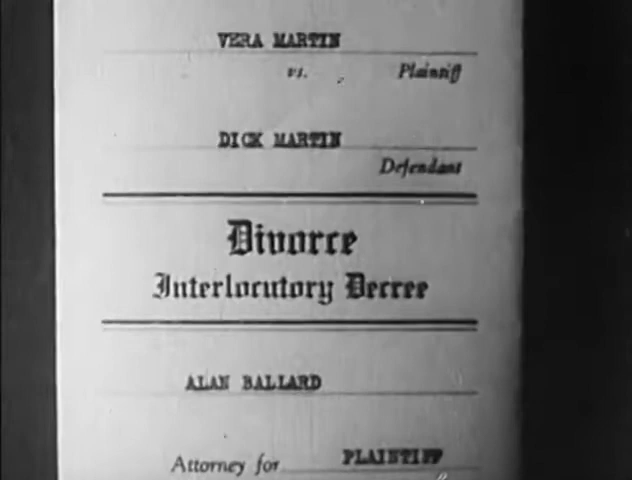 VERA MARTIN
vs. Plaintiff
DICK MARTIN
Defendant
Divorce
Interlocutory Decree
ALAN BALLARD
Attorney for PLAINTIFF